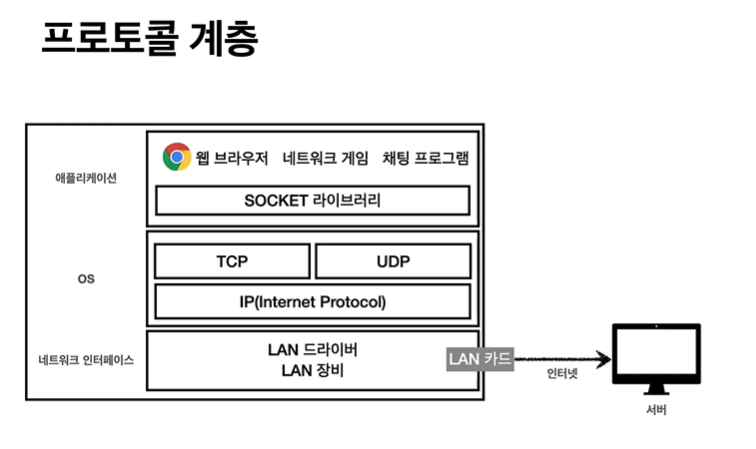 프로토콜 계층
애플리케이션
웹 브라우저 네트워크 게임 채팅 프로그램
SOCKET 라이브러리
OS
TCP
UDP
IP(Internet Protocol)
네트워크 인터페이스
LAN 드라이버
LAN 장비
LAN 카드
인터넷
서버